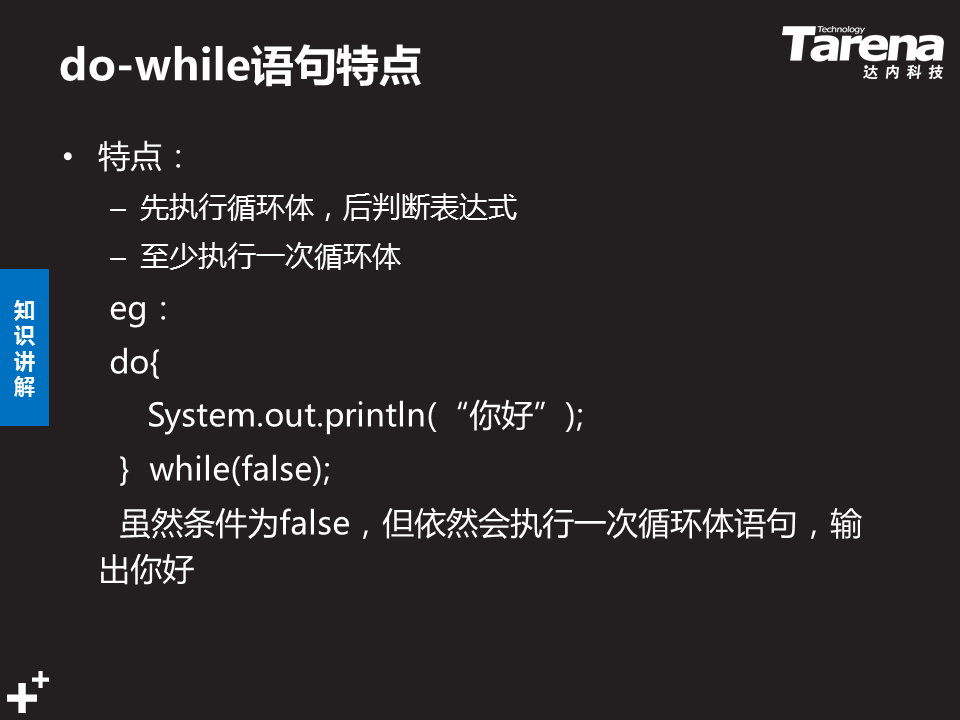 do-while语句特点
Technology
Tarena
达内科技
• 特点：
– 先执行循环体，后判断表达式
– 至少执行一次循环体
知识讲解
eg：
do{
System.out.println(“你好”);
} while(false);
虽然条件为false，但依然会执行一次循环体语句，输
出你好